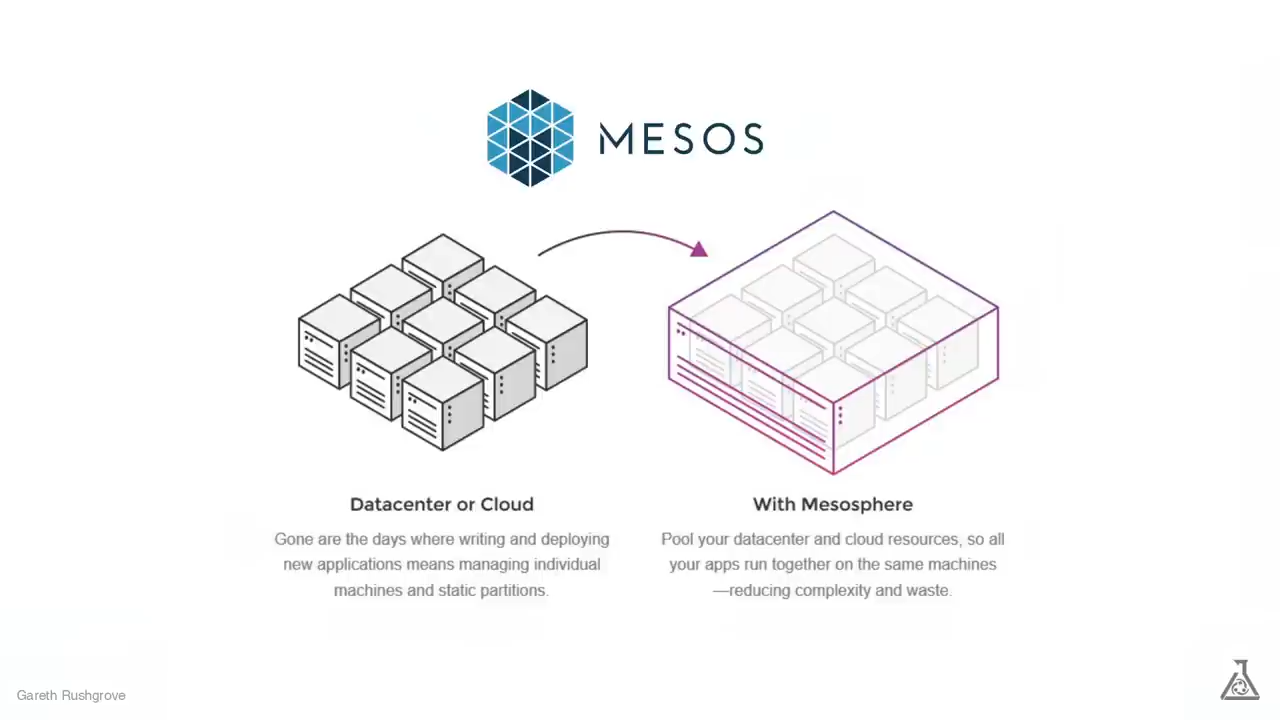 MESOS
Datacenter or Cloud
Gone are the days where writing and deploying
new applications means managing individual
machines and static partitions.
With Mesosphere
Pool your datacenter and cloud resources, so all
your apps run together on the same machines
—reducing complexity and waste.
Gareth Rushgrove